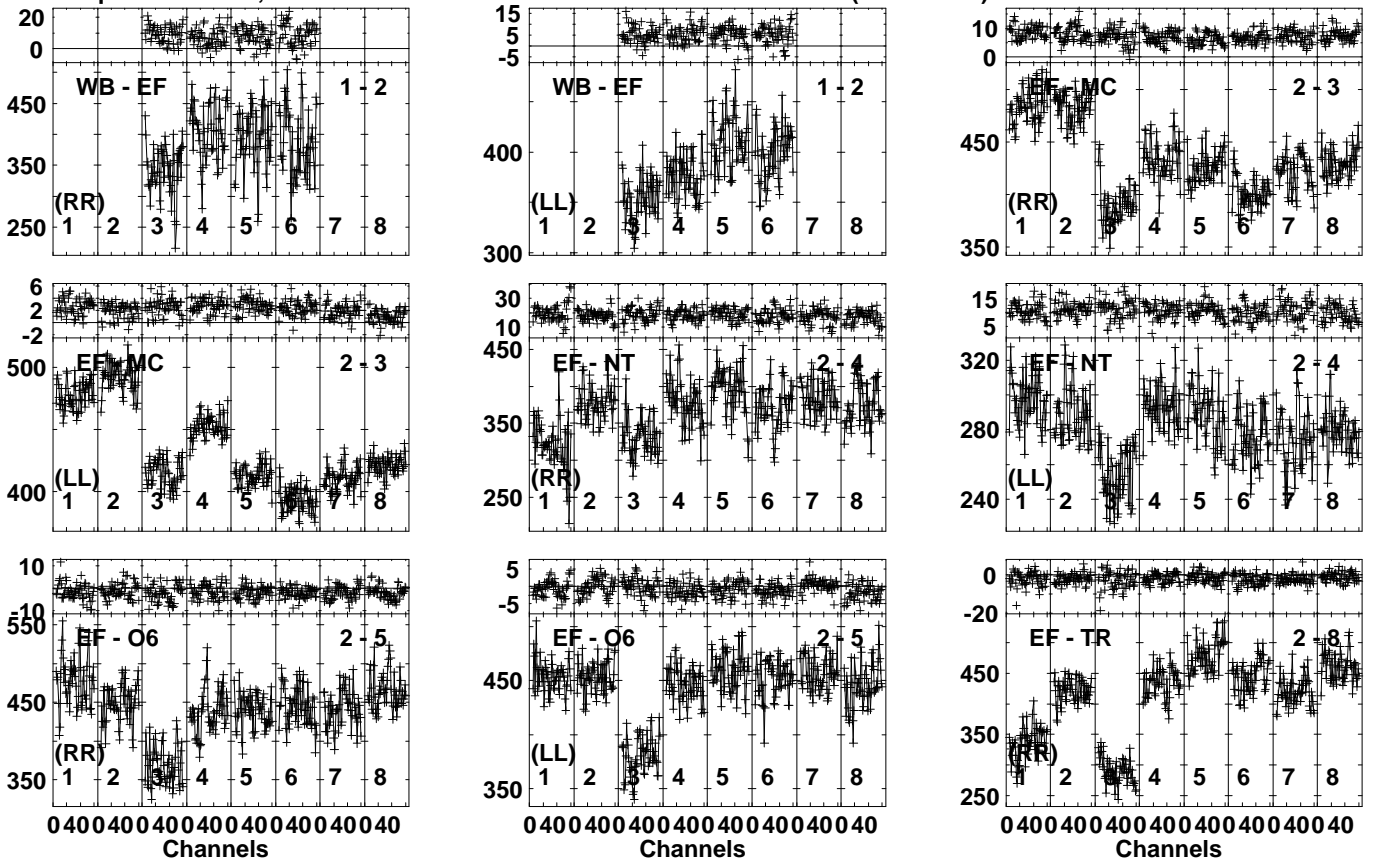 20
0
WB - EF 1 - 2
450
350
250
(RR)
1 2 3 4 5 6 7 8
15
5
-5
WB - EF 1 - 2
400
300
(LL)
1 2 3 4 5 6 7 8
10
0
EF - MC 2 - 3
450
350
(RR)
1 2 3 4 5 6 7 8
6
2
-2
EF - MC 2 - 3
500
400
(LL)
1 2 3 4 5 6 7 8
30
10
450
EF - NT 2 - 4
350
250
(RR)
1 2 3 4 5 6 7 8
15
5
320
EF - NT 2 - 4
280
240
(LL)
1 2 3 4 5 6 7 8
10
-10
550
EF - O6 2 - 5
450
350
(RR)
1 2 3 4 5 6 7 8
0 40 0 40 0 40 0 40 0 40 0 40 0 40 0 40
Channels
5
-5
EF - O6 2 - 5
450
350
(LL)
1 2 3 4 5 6 7 8
0 40 0 40 0 40 0 40 0 40 0 40 0 40 0 40
Channels
0
-20
EF - TR 2 - 8
450
350
250
(RR)
1 2 3 4 5 6 7 8
0 40 0 40 0 40 0 40 0 40 0 40 0 40 0 40
Channels